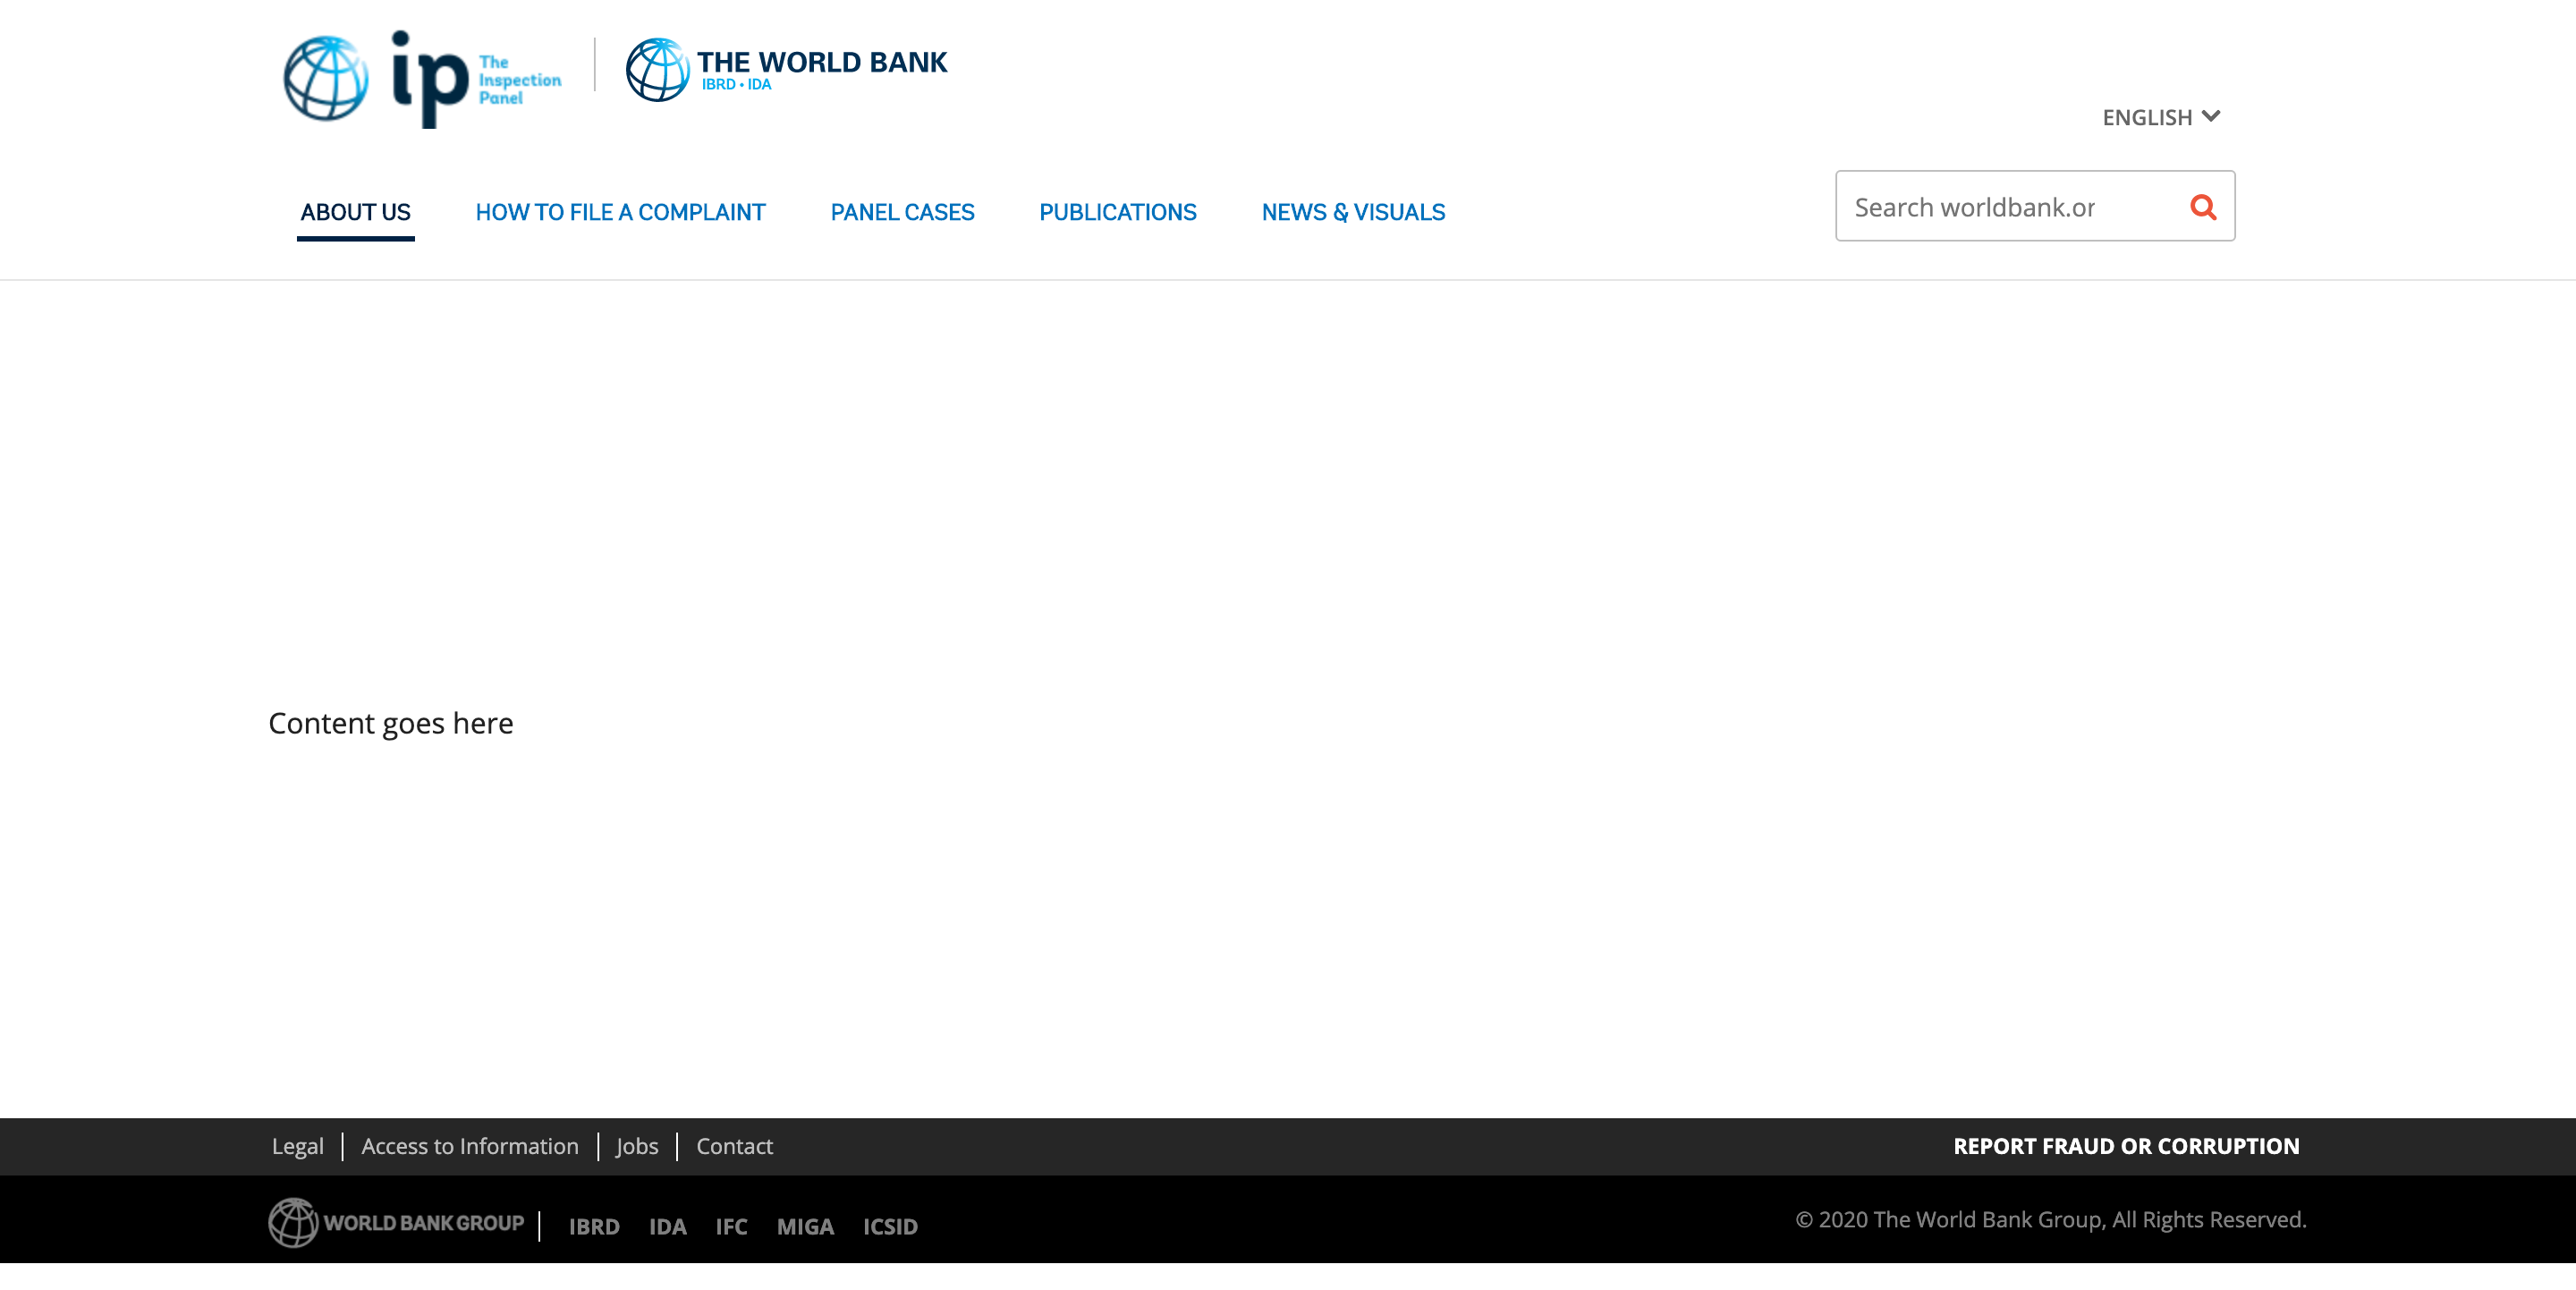 ip The Inspection Panel
THE WORLD BANK
IBRD • IDA
ENGLISH
ABOUT US HOW TO FILE A COMPLAINT PANEL CASES PUBLICATIONS NEWS & VISUALS
Search worldbank.or
Content goes here
Legal Access to Information Jobs Contact REPORT FRAUD OR CORRUPTION
WORLD BANK GROUP IBRD IDA IFC MIGA ICSID © 2020 The World Bank Group, All Rights Reserved.